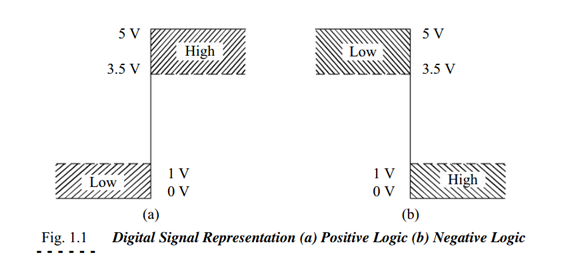 5 V
High
3.5 V
Low
1 V
0 V
(a)
Low
5 V
3.5 V
1 V
High
0 V
(b)
Fig. 1.1 Digital Signal Representation (a) Positive Logic (b) Negative Logic